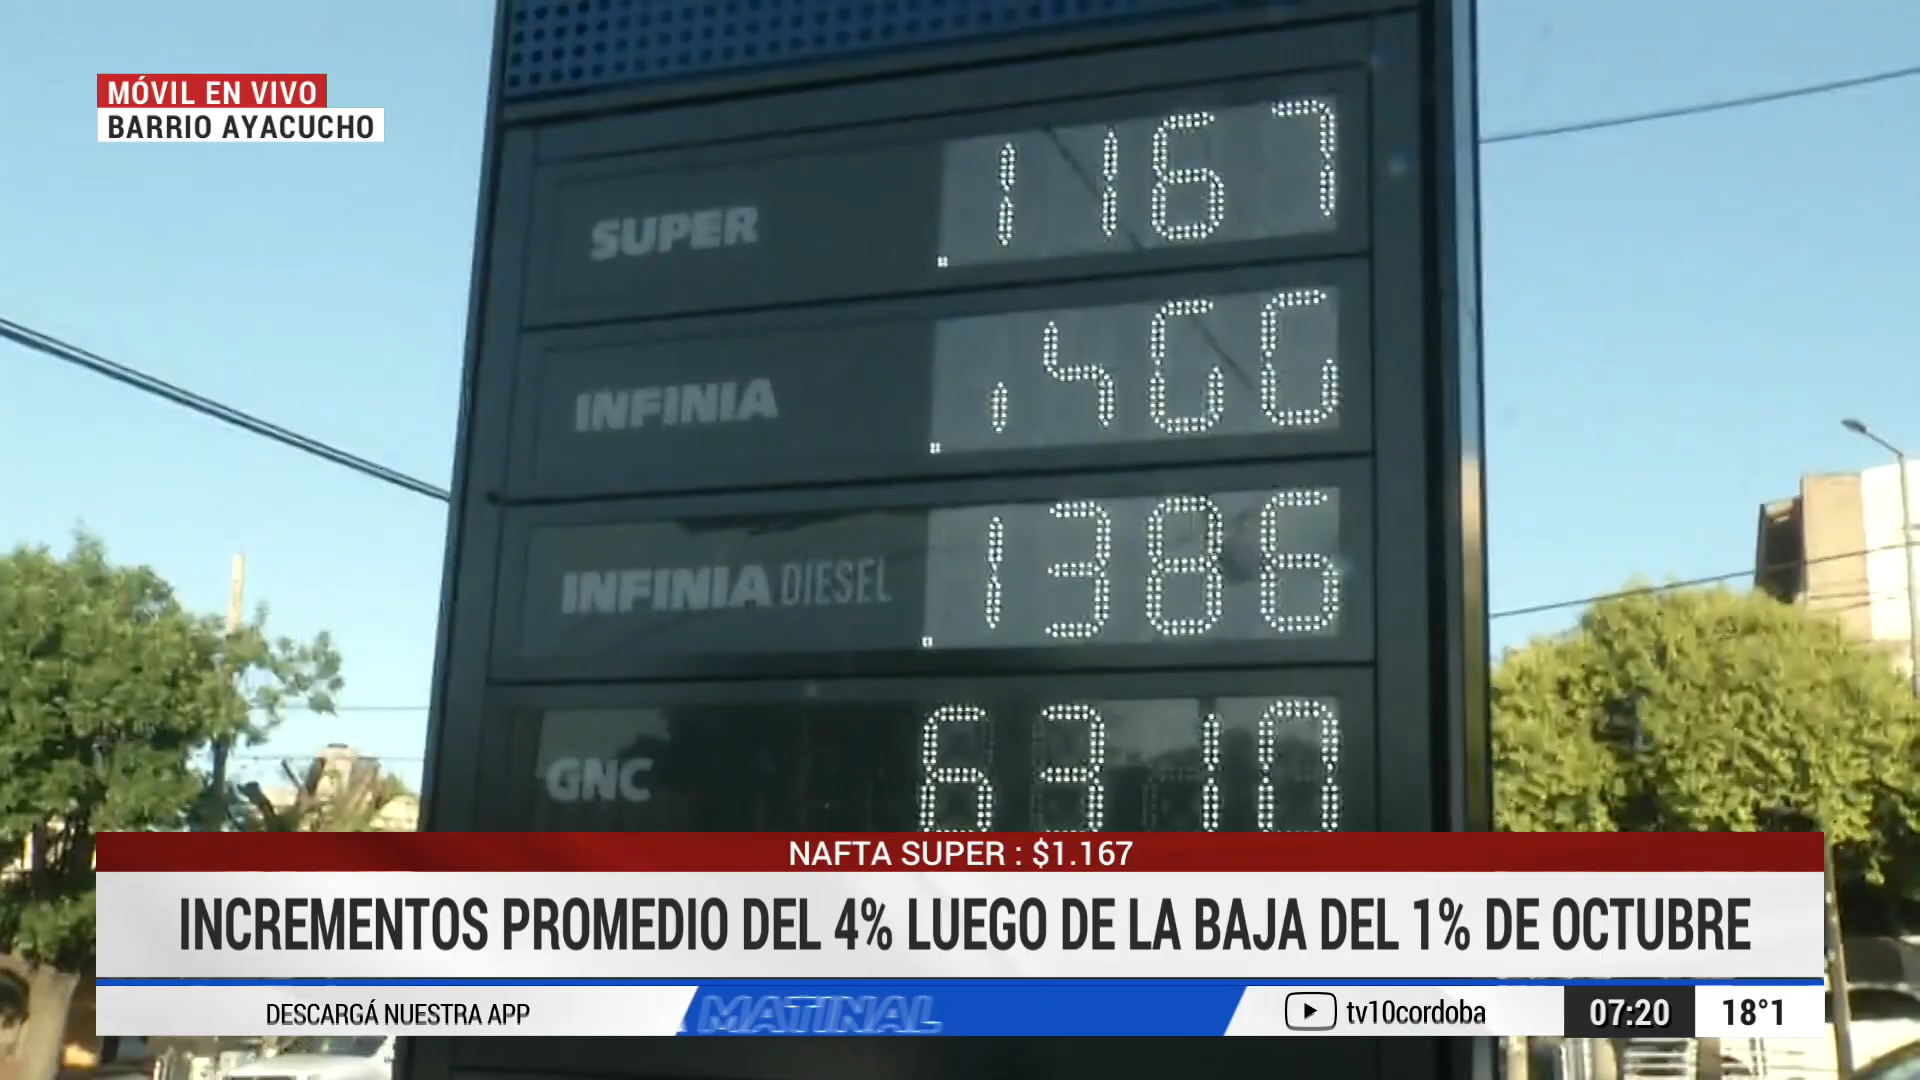 MÓVIL EN VIVO
BARRIO AYACUCHO
SUPER 1167
INFINIA
INFINIA DIESEL 1386
GNC 6310
NAFTA SUPER : $1.167
INCREMENTOS PROMEDIO DEL 4% LUEGO DE LA BAJA DEL 1% DE OCTUBRE
DESCARGÁ NUESTRA APP MATINAL tv10cordoba 07:20 18°1